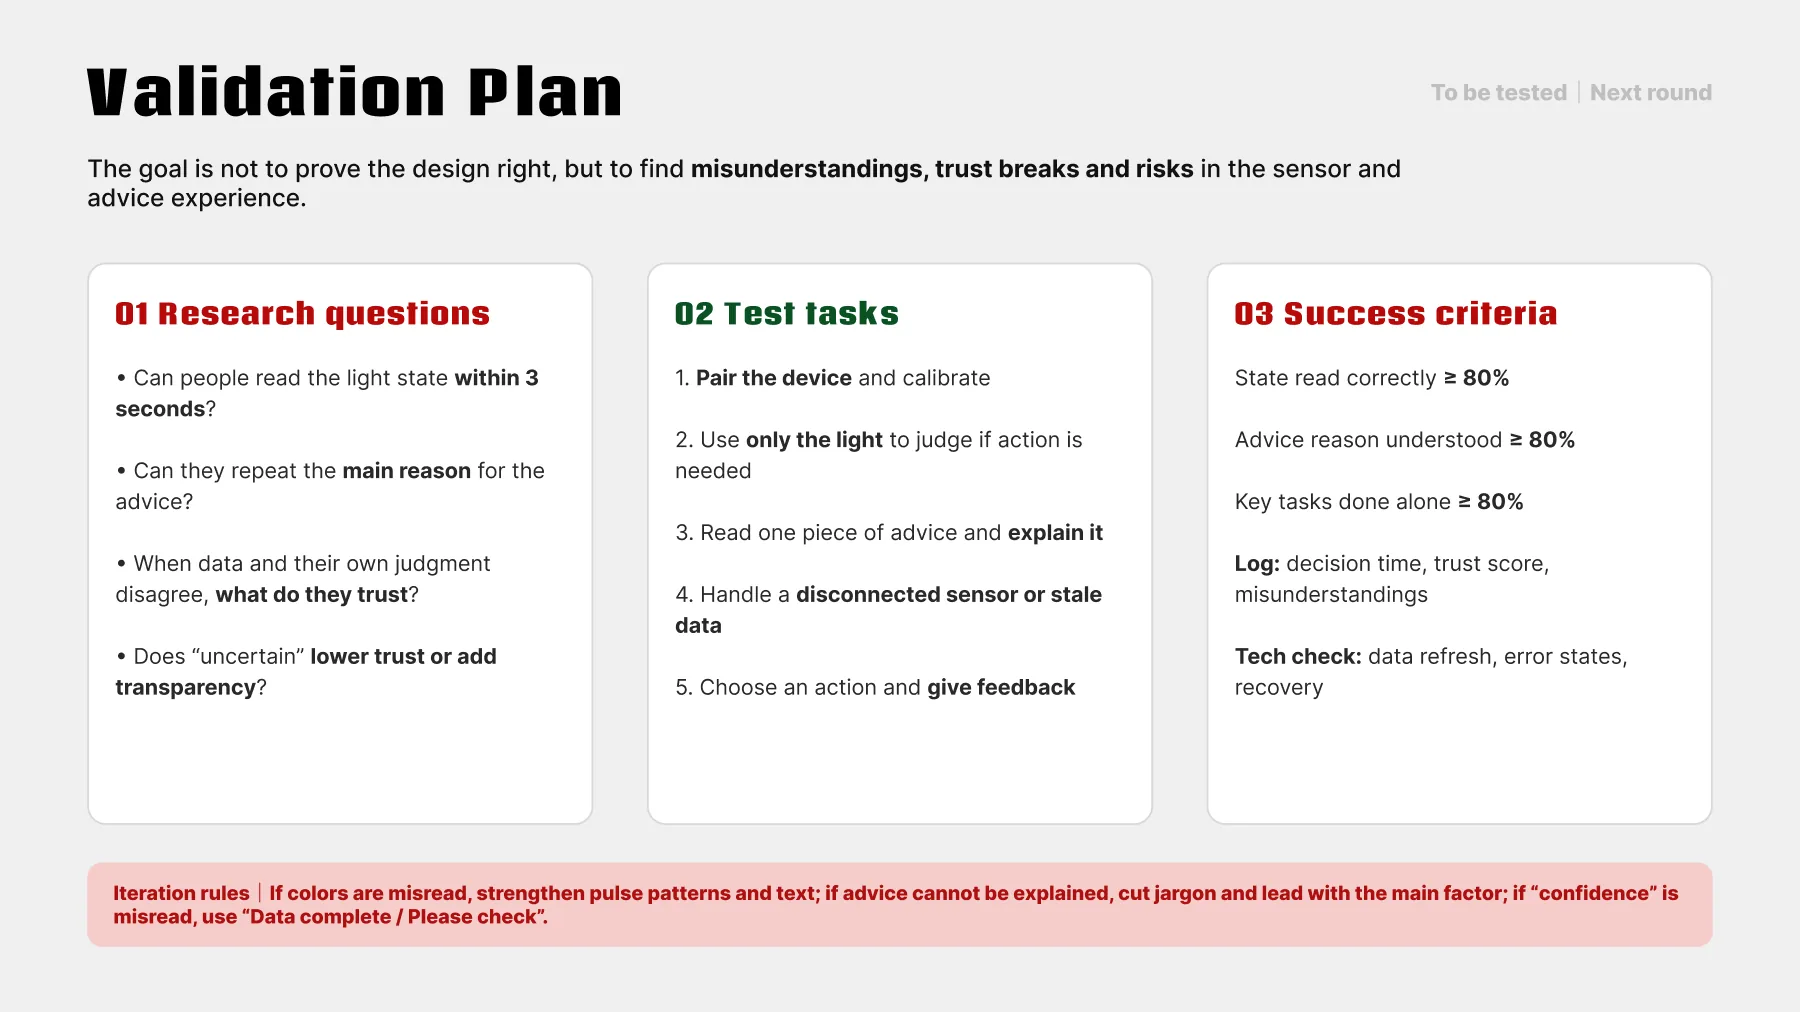 Validation Plan
To be tested | Next round
The goal is not to prove the design right, but to find misunderstandings, trust breaks and risks in the sensor and
advice experience.
01 Research questions
• Can people read the light state within 3
seconds?
• Can they repeat the main reason for the
advice?
• When data and their own judgment
disagree, what do they trust?
• Does “uncertain” lower trust or add
transparency?
02 Test tasks
1. Pair the device and calibrate
2. Use only the light to judge if action is
needed
3. Read one piece of advice and explain it
4. Handle a disconnected sensor or stale
data
5. Choose an action and give feedback
03 Success criteria
State read correctly ≥ 80%
Advice reason understood ≥ 80%
Key tasks done alone ≥ 80%
Log: decision time, trust score,
misunderstandings
Tech check: data refresh, error states,
recovery
Iteration rules | If colors are misread, strengthen pulse patterns and text; if advice cannot be explained, cut jargon and lead with the main factor; if “confidence” is
misread, use “Data complete / Please check”.